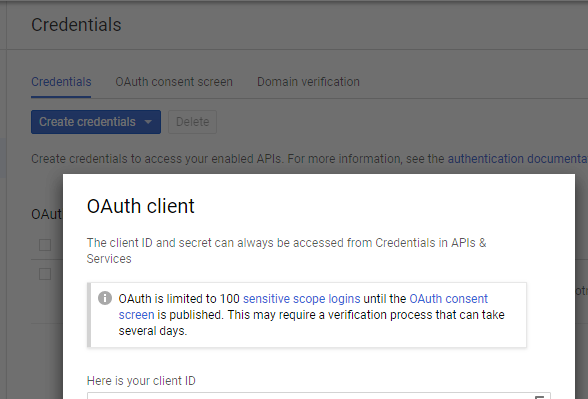 Credentials
Credentials OAuth consent screen Domain verification
Create credentials Delete
Create credentials to access your enabled APIs. For more information, see the authentication documenta
OAut
OAuth client
The client ID and secret can always be accessed from Credentials in APIs &
Services
OAuth is limited to 100 sensitive scope logins until the OAuth consent
screen is published. This may require a verification process that can take
several days.
Here is your client ID